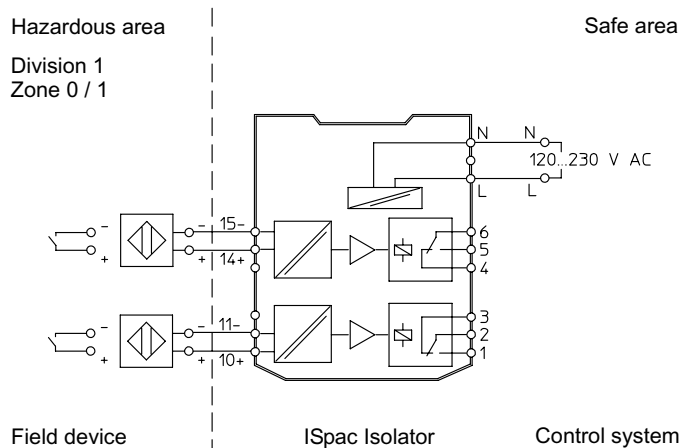 Hazardous area
Safe area
Division 1
Zone 0 / 1
N N
120...230 V AC
L L
- - 15-
+ + 14+
6
5
4
- - 11-
+ + 10+
3
2
1
Field device
ISpac Isolator
Control system